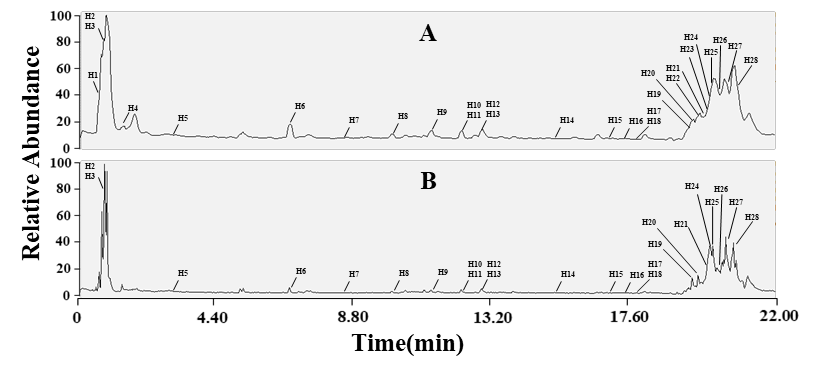 Relative Abundance
A
100
80
60
40
20
0
H2
H3
H1
H4
H5
H6
H7
H8
H9
H10 H12
H11 H13
H14
H15
H16
H17
H18
H19
H20
H21
H22
H23
H24
H25
H26
H27
H28
B
100
80
60
40
20
0
H2
H3
H5
H6
H7
H8
H9
H10 H12
H11 H13
H14
H15
H16
H17
H18
H19
H20
H21
H24
H25
H26
H27
H28
0 4.40 8.80 13.20 17.60 22.00
Time(min)